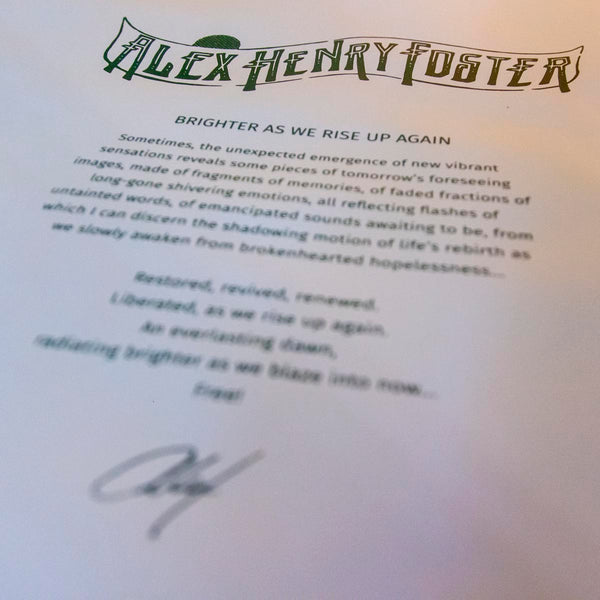 ALEX HENRY FOSTER
BRIGHTER AS WE RISE UP AGAIN
Sometimes, the unexpected emergence of new vibrant
sensations reveals some pieces of tomorrow's foreseeing
images, made of fragments of memories, of faded fractions of
long-gone shivering emotions, all reflecting flashes of
untainted words, of emancipated sounds awaiting to be, from
which I can discern the shadowing motion of life's rebirth as
we slowly awaken from brokenhearted hopelessness...
Restored, revived, renewed.
Liberated, as we rise up again.
An everlasting dawn,
radiating brighter as we blaze into now...
Free!